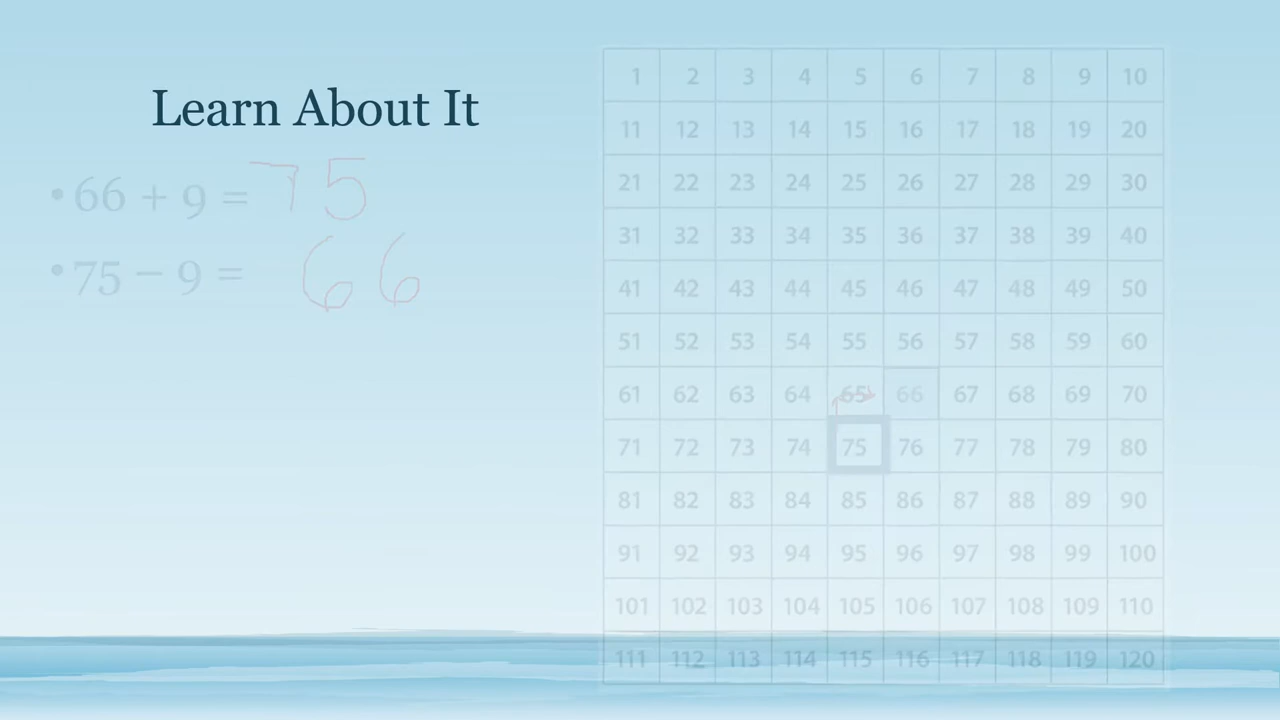 Learn About It
•66 + 9 = 75
•75 – 9 = 66
1 2 3 4 5 6 7 8 9 10
11 12 13 14 15 16 17 18 19 20
21 22 23 24 25 26 27 28 29 30
31 32 33 34 35 36 37 38 39 40
41 42 43 44 45 46 47 48 49 50
51 52 53 54 55 56 57 58 59 60
61 62 63 64 65 66 67 68 69 70
71 72 73 74 75 76 77 78 79 80
81 82 83 84 85 86 87 88 89 90
91 92 93 94 95 96 97 98 99 100
101 102 103 104 105 106 107 108 109 110
111 112 113 114 115 116 117 118 119 120